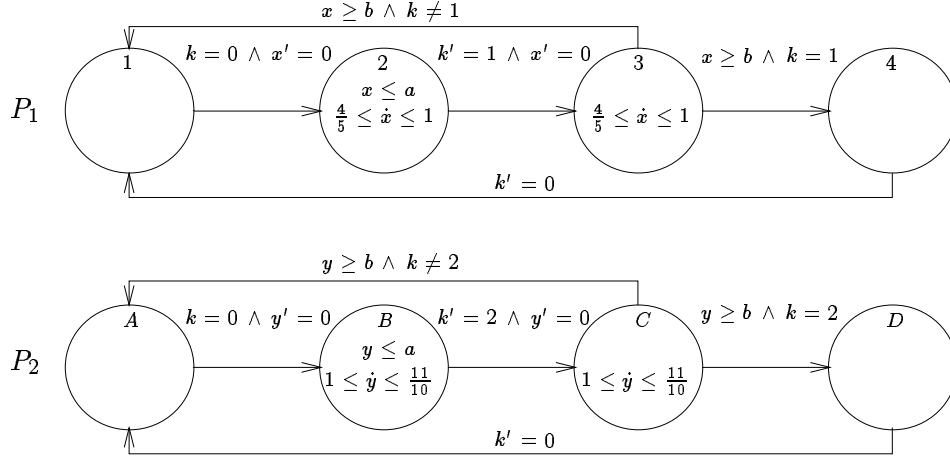 x ≥ b ∧ k ≠ 1
k = 0 ∧ x′ = 0
k′ = 1 ∧ x′ = 0
x ≥ b ∧ k = 1
P₁
1
2
x ≤ a
4/5 ≤ ẋ ≤ 1
3
4/5 ≤ ẋ ≤ 1
4
k′ = 0
y ≥ b ∧ k ≠ 2
k = 0 ∧ y′ = 0
k′ = 2 ∧ y′ = 0
y ≥ b ∧ k = 2
P₂
A
B
y ≤ a
1 ≤ ẏ ≤ 11/10
C
1 ≤ ẏ ≤ 11/10
D
k′ = 0